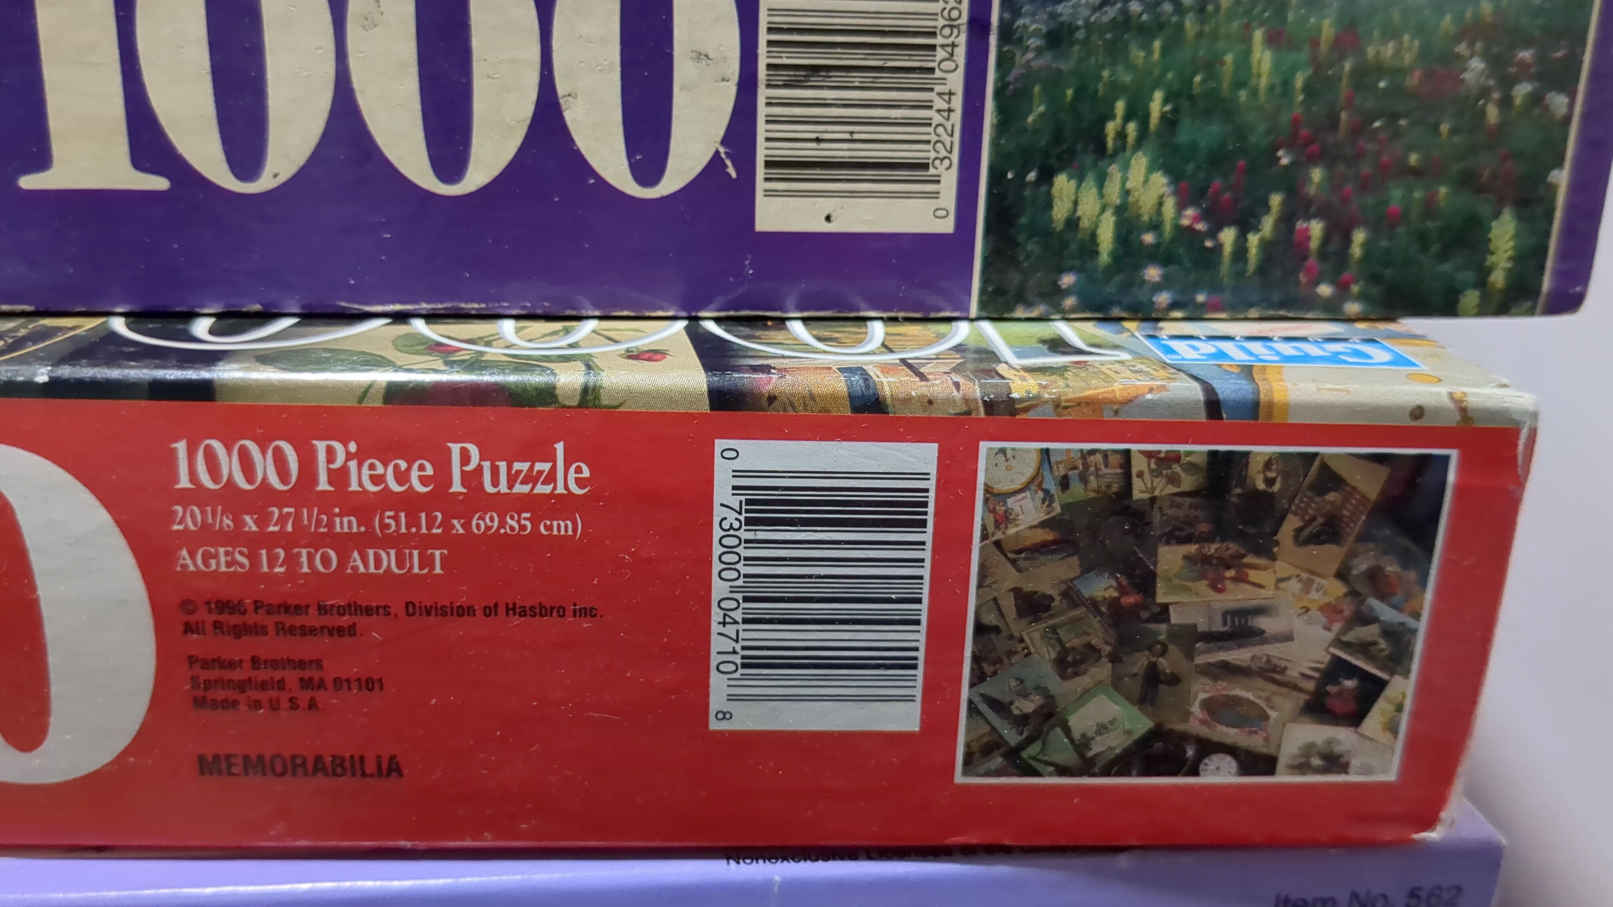 1000
0 32244 04962
1000
Guild
1000 Piece Puzzle
20 1/8 x 27 1/2 in. (51.12 x 69.85 cm)
AGES 12 TO ADULT
© 1996 Parker Brothers, Division of Hasbro Inc.
All Rights Reserved.
Parker Brothers
Springfield, MA 01101
Made in U.S.A.
MEMORABILIA
0 73000 04710 8
Nonexclusive
Item No. 562